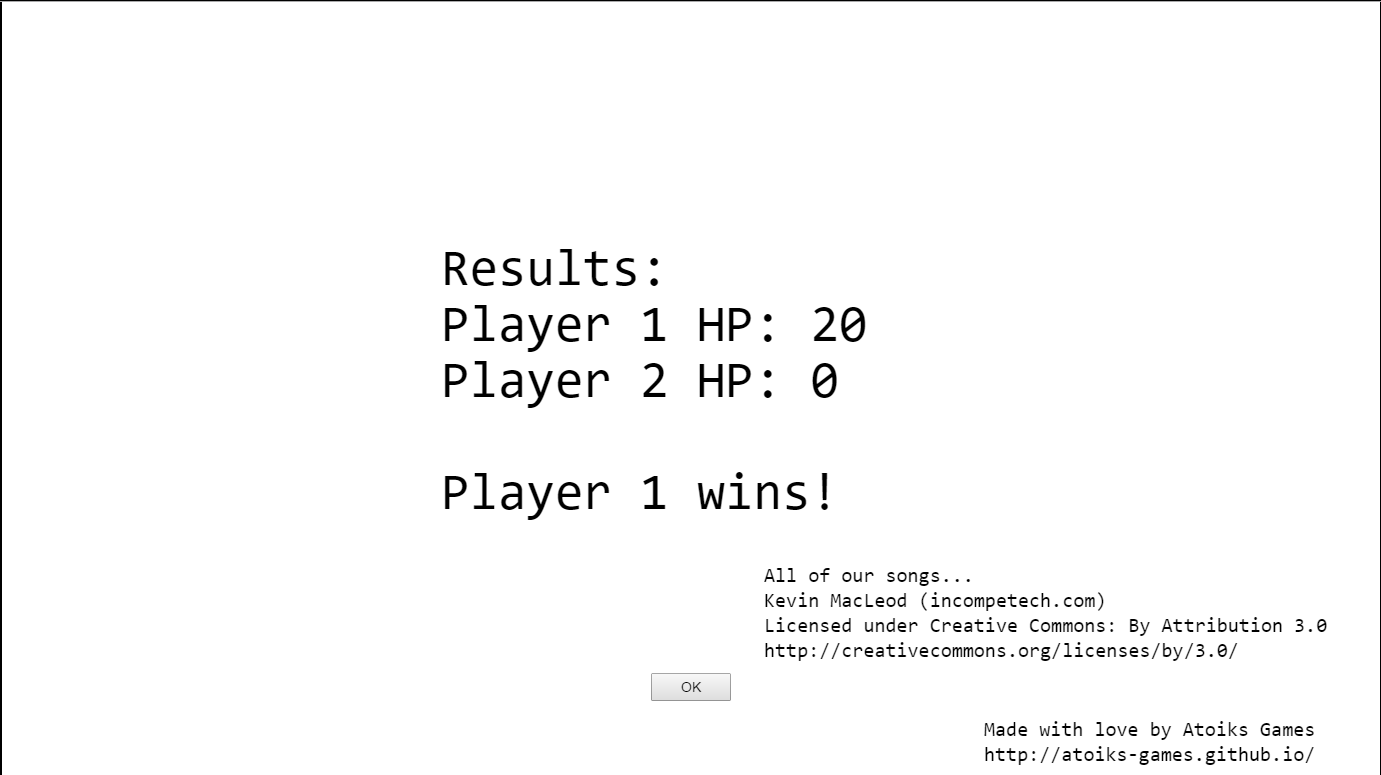 Results:
Player 1 HP: 20
Player 2 HP: 0
Player 1 wins!
All of our songs...
Kevin MacLeod (incompetech.com)
Licensed under Creative Commons: By Attribution 3.0
http://creativecommons.org/licenses/by/3.0/
OK
Made with love by Atoiks Games
http://atoiks-games.github.io/